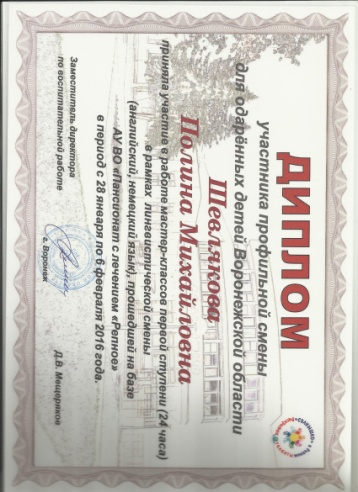 ДИПЛОМ
участника профильной смены
для одарённых детей Воронежской области
Шевлякова
Полина Михайловна
приняла участие в работе мастер-классов первой ступени (24 часа)
в рамках лингвистической смены
(английский, немецкий язык), прошедшей на базе
АУ ВО «Пансионат с лечением «Репное»
в период с 28 января по 6 февраля 2016 года.
Заместитель директора
по воспитательной работе
Д.В. Мещеряков
г. Воронеж